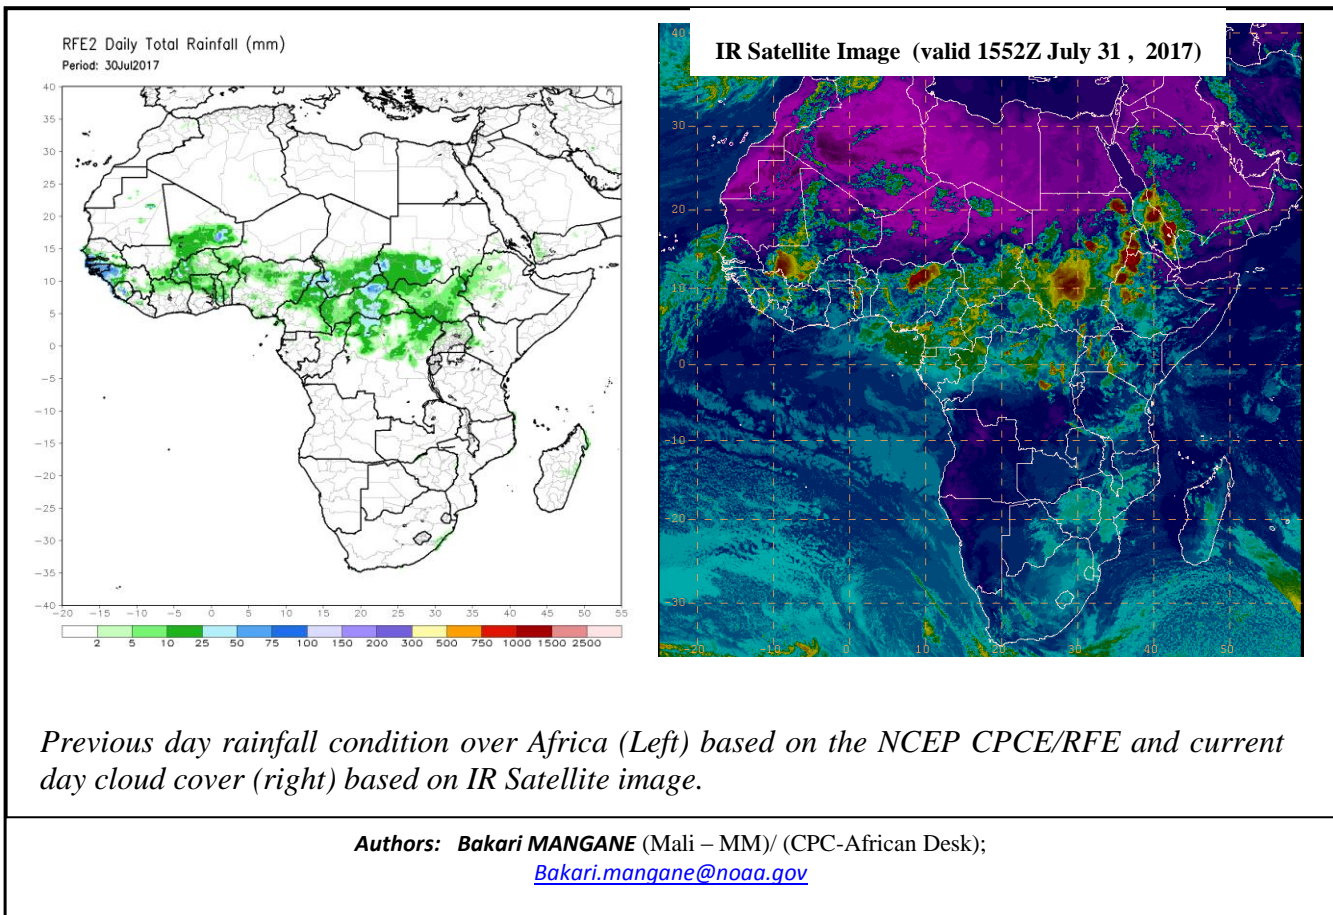 RFE2 Daily Total Rainfall (mm)
Period: 30Jul2017
40
35
30
25
20
15
10
5
0
−5
−10
−15
−20
−25
−30
−35
−40
−20 −15 −10 −5 0 5 10 15 20 25 30 35 40 45 50 55
2 5 10 25 50 75 100 150 200 300 500 750 1000 1500 2500
IR Satellite Image (valid 1552Z July 31 , 2017)
40
30
20
10
0
-10
-20
-30
-20 -10 0 10 20 30 40 50
Previous day rainfall condition over Africa (Left) based on the NCEP CPCE/RFE and current
day cloud cover (right) based on IR Satellite image.
Authors: Bakari MANGANE (Mali – MM)/ (CPC-African Desk);
Bakari.mangane@noaa.gov